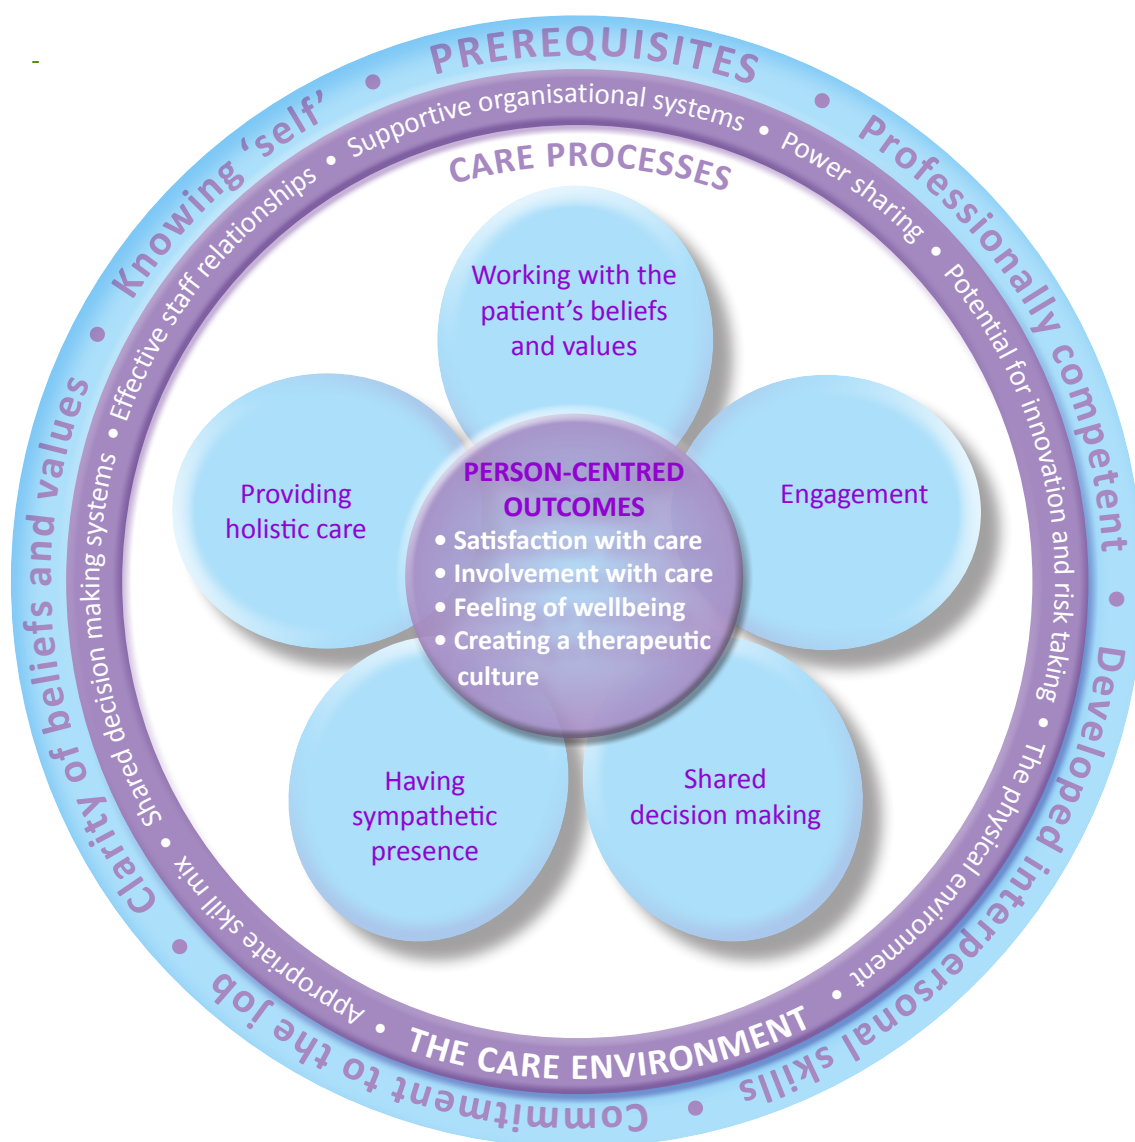 PREREQUISITES • Professionally competent • Developed interpersonal skills • Commitment to the job • Clarity of beliefs and values • Knowing ‘self’ •
Supportive organisational systems • Power sharing • Potential for innovation and risk taking • The physical environment •
THE CARE ENVIRONMENT
• Appropriate skill mix • Shared decision making systems • Effective staff relationships •
CARE PROCESSES
Working with the
patient’s beliefs
and values
Engagement
Shared
decision making
Having
sympathetic
presence
Providing
holistic care
PERSON-CENTRED
OUTCOMES
• Satisfaction with care
• Involvement with care
• Feeling of wellbeing
• Creating a therapeutic
culture